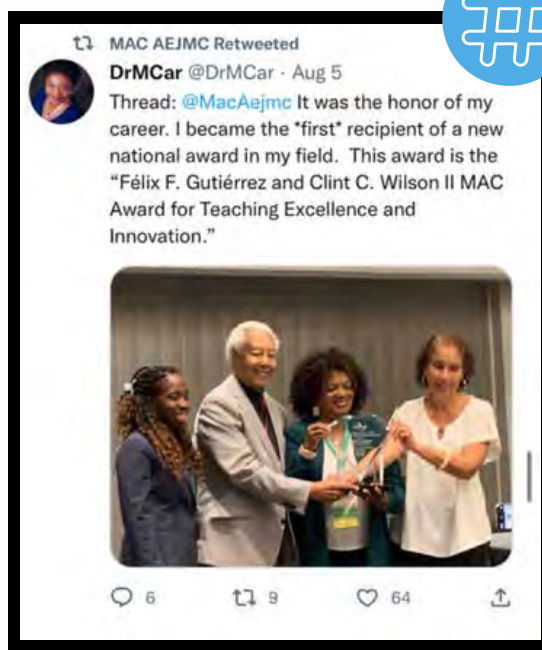 MAC AEJMC Retweeted
DrMCar @DrMCar · Aug 5
Thread: @MacAejmc It was the honor of my
career. I became the *first* recipient of a new
national award in my field.  This award is the
“Félix F. Gutiérrez and Clint C. Wilson II MAC
Award for Teaching Excellence and
Innovation.”
6
9
64